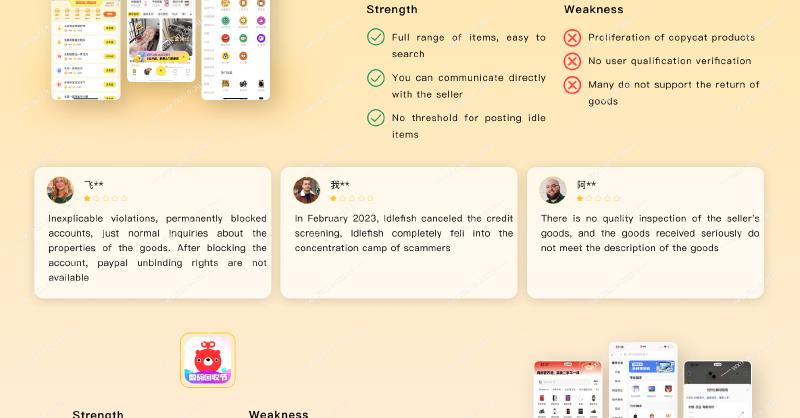 Strength
Weakness
Full range of items, easy to
search
You can communicate directly
with the seller
No threshold for posting idle
items
Proliferation of copycat products
No user qualification verification
Many do not support the return of
goods
飞**
Inexplicable violations, permanently blocked
accounts, just normal inquiries about the
properties of the goods. After blocking the
account, paypal unbinding rights are not
available
我**
In February 2023, Idlefish canceled the credit
screening, Idlefish completely fell into the
concentration camp of scammers
阿**
There is no quality inspection of the seller's
goods, and the goods received seriously do
not meet the description of the goods
数码回收节
Strength
Weakness